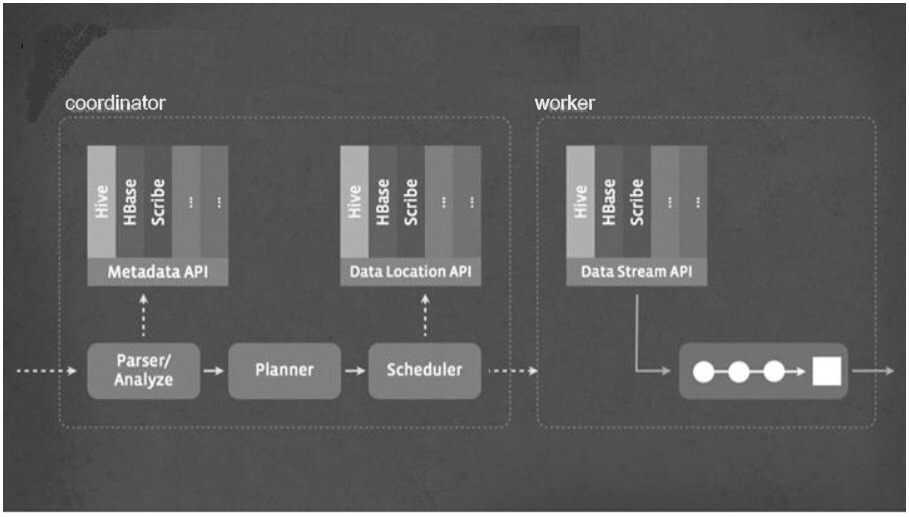 coordinator
worker
Hive
HBase
Scribe
...
...
Metadata API
Hive
HBase
Scribe
...
...
Data Location API
Hive
HBase
Scribe
...
...
Data Stream API
Parser/
Analyze
Planner
Scheduler